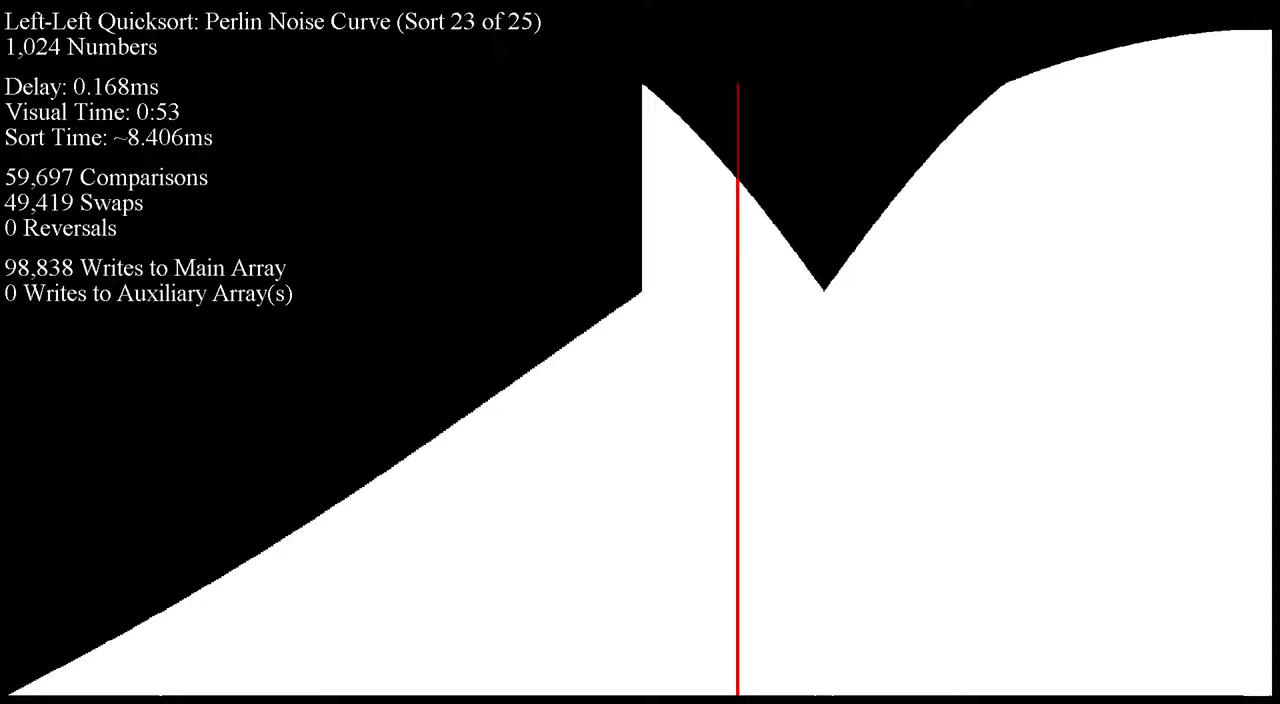 Left-Left Quicksort: Perlin Noise Curve (Sort 23 of 25)
1,024 Numbers
Delay: 0.168ms
Visual Time: 0:53
Sort Time: ~8.406ms
59,697 Comparisons
49,419 Swaps
0 Reversals
98,838 Writes to Main Array
0 Writes to Auxiliary Array(s)